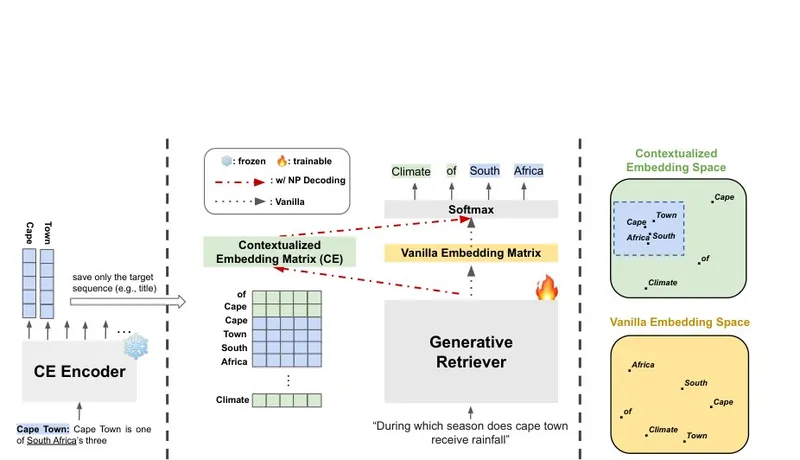 Cape
Town
save only the target
sequence (e.g., title)
...
CE Encoder
Cape Town: Cape Town is one
of South Africa's three
: frozen : trainable
: w/ NP Decoding
: Vanilla
Contextualized
Embedding Matrix (CE)
of
Cape
Cape
Town
South
Africa
Climate
Climate of South Africa
Softmax
Vanilla Embedding Matrix
Generative
Retriever
“During which season does cape town
receive rainfall”
Contextualized
Embedding Space
Cape
Town
Cape
Africa South
of
Climate
Vanilla Embedding Space
Africa
South
Cape
of
Climate
Town